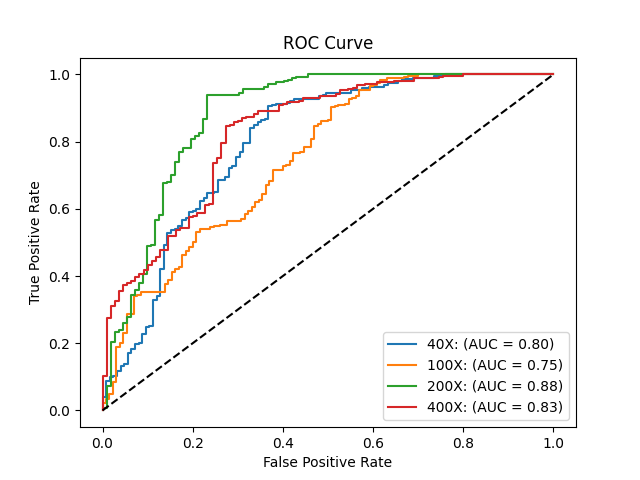 ROC Curve
True Positive Rate
1.0
0.8
0.6
0.4
0.2
0.0
40X: (AUC = 0.80)
100X: (AUC = 0.75)
200X: (AUC = 0.88)
400X: (AUC = 0.83)
0.0 0.2 0.4 0.6 0.8 1.0
False Positive Rate